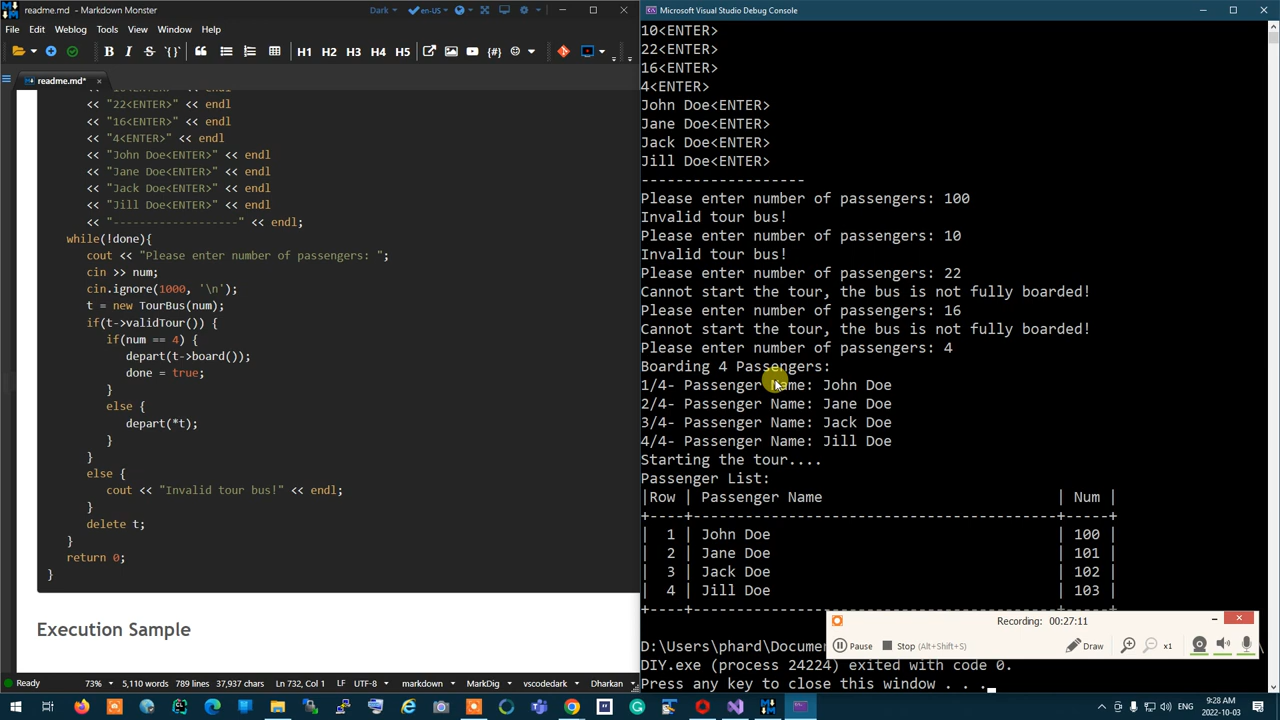 readme.md* - Markdown Monster
Dark
en-US
File Edit Weblog Tools Window Help
B I S `{}` H1 H2 H3 H4 H5 {#}
readme.md*
<< "22<ENTER>" << endl
<< "16<ENTER>" << endl
<< "4<ENTER>" << endl
<< "John Doe<ENTER>" << endl
<< "Jane Doe<ENTER>" << endl
<< "Jack Doe<ENTER>" << endl
<< "Jill Doe<ENTER>" << endl
<< "-------------------" << endl;
while(!done){
cout << "Please enter number of passengers: ";
cin >> num;
cin.ignore(1000, '\n');
t = new TourBus(num);
if(t->validTour()) {
if(num == 4) {
depart(t->board());
done = true;
}
else {
depart(*t);
}
}
else {
cout << "Invalid tour bus!" << endl;
}
delete t;
}
return 0;
}
Execution Sample
Ready 73% 5,110 words 789 lines 37,937 chars Ln 732, Col 1 LF UTF-8 markdown MarkDig vscodedark Dharkan
Microsoft Visual Studio Debug Console
10<ENTER>
22<ENTER>
16<ENTER>
4<ENTER>
John Doe<ENTER>
Jane Doe<ENTER>
Jack Doe<ENTER>
Jill Doe<ENTER>
-------------------
Please enter number of passengers: 100
Invalid tour bus!
Please enter number of passengers: 10
Invalid tour bus!
Please enter number of passengers: 22
Cannot start the tour, the bus is not fully boarded!
Please enter number of passengers: 16
Cannot start the tour, the bus is not fully boarded!
Please enter number of passengers: 4
Boarding 4 Passengers:
1/4- Passenger Name: John Doe
2/4- Passenger Name: Jane Doe
3/4- Passenger Name: Jack Doe
4/4- Passenger Name: Jill Doe
Starting the tour....
Passenger List:
|Row | Passenger Name | Num |
+----+------------------------------------------+-----+
| 1 | John Doe | 100 |
| 2 | Jane Doe | 101 |
| 3 | Jack Doe | 102 |
| 4 | Jill Doe | 103 |
+----+------------------------------------------+-----+
D:\Users\phard\Docume
DIY.exe (process 24224) exited with code 0.
Press any key to close this window . . .
Recording: 00:27:11
Pause Stop (Alt+Shift+S) Draw x1
9:28 AM
2022-10-03